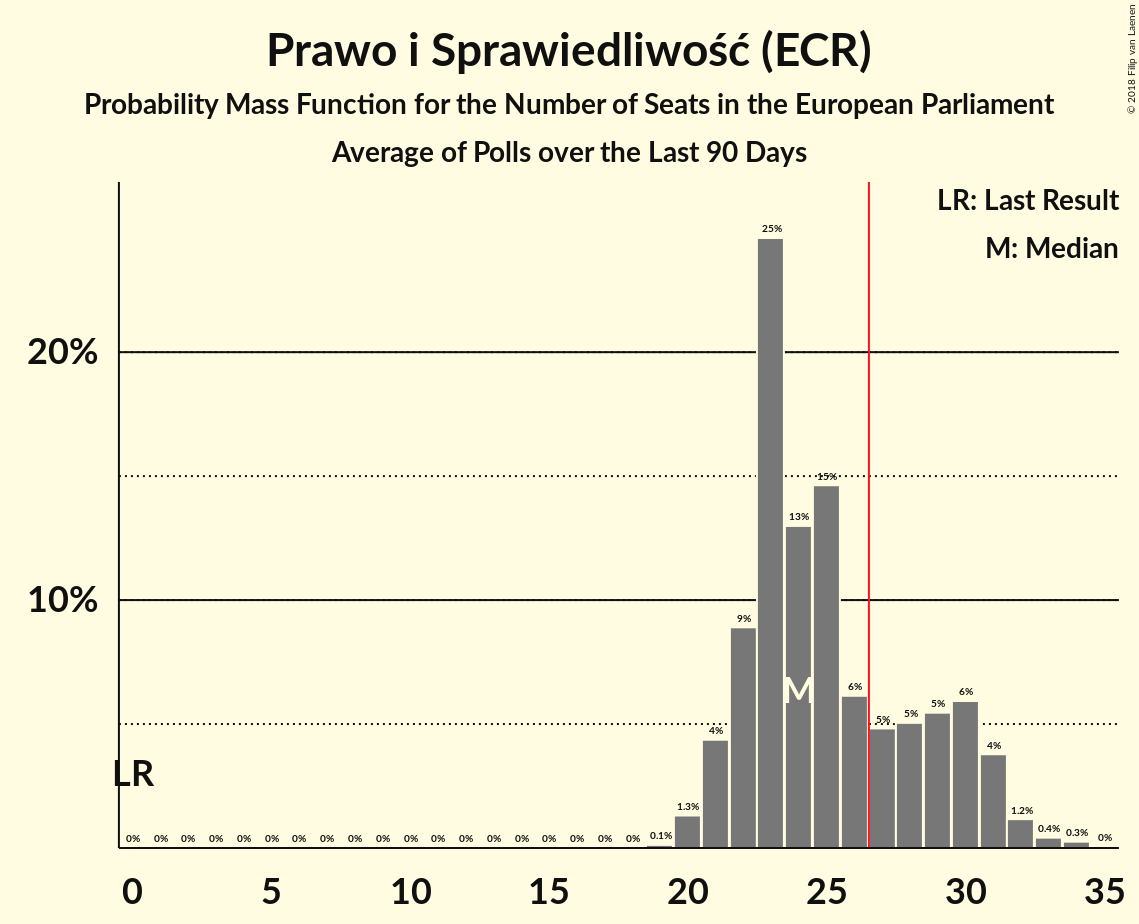 Prawo i Sprawiedliwość (ECR)
Probability Mass Function for the Number of Seats in the European Parliament
Average of Polls over the Last 90 Days
© 2018 Filip van Laenen
LR: Last Result
M: Median
20%
10%
25%
15%
13%
9%
6%
5%
5%
5%
6%
4%
4%
M
LR
0% 0% 0% 0% 0% 0% 0% 0% 0% 0% 0% 0% 0% 0% 0% 0% 0% 0% 0% 0.1% 1.3% 1.2% 0.4% 0.3% 0%
0 5 10 15 20 25 30 35